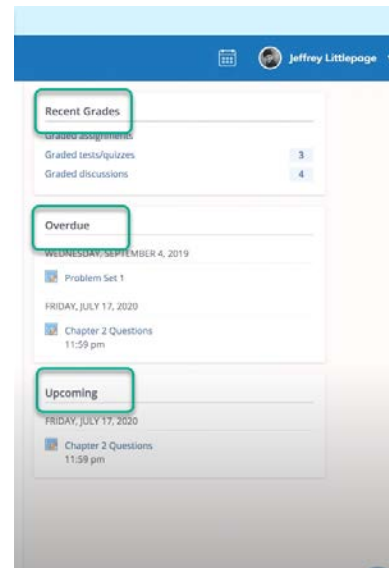 Jeffrey Littlepage
Recent Grades
Graded assignments
Graded tests/quizzes 3
Graded discussions 4
Overdue
WEDNESDAY, SEPTEMBER 4, 2019
Problem Set 1
FRIDAY, JULY 17, 2020
Chapter 2 Questions
11:59 pm
Upcoming
FRIDAY, JULY 17, 2020
Chapter 2 Questions
11:59 pm